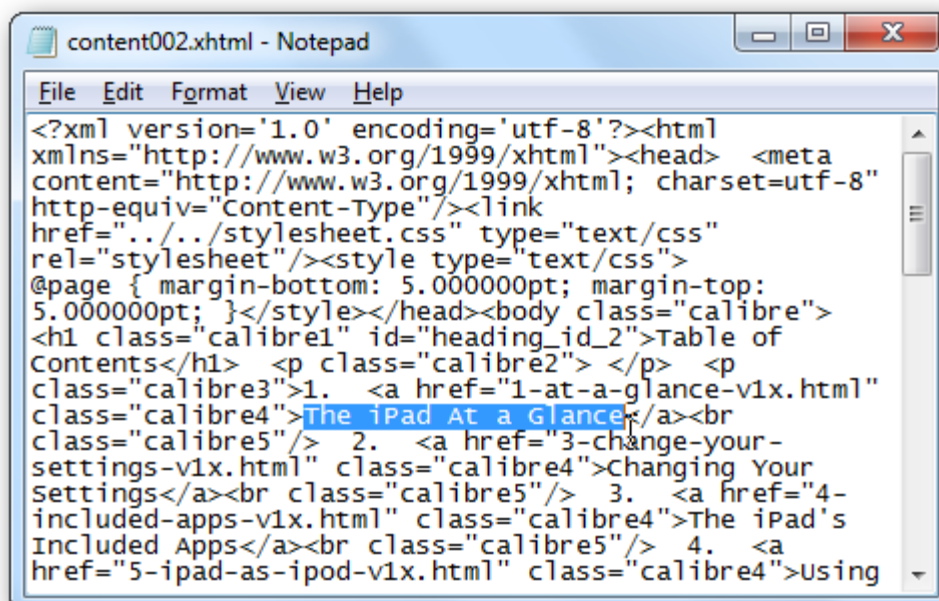 content002.xhtml - Notepad
File Edit Format View Help
<?xml version='1.0' encoding='utf-8'?><html
xmlns="http://www.w3.org/1999/xhtml"><head>  <meta
content="http://www.w3.org/1999/xhtml; charset=utf-8"
http-equiv="Content-Type"/><link
href="../../stylesheet.css" type="text/css"
rel="stylesheet"/><style type="text/css">
@page { margin-bottom: 5.000000pt; margin-top:
5.000000pt; }</style></head><body class="calibre">
<h1 class="calibre1" id="heading_id_2">Table of
Contents</h1>  <p class="calibre2"> </p>  <p
class="calibre3">1.  <a href="1-at-a-glance-v1x.html"
class="calibre4">The iPad At a Glance</a><br
class="calibre5"/>  2.  <a href="3-change-your-
settings-v1x.html" class="calibre4">Changing Your
Settings</a><br class="calibre5"/>  3.  <a href="4-
included-apps-v1x.html" class="calibre4">The iPad's
Included Apps</a><br class="calibre5"/>  4.  <a
href="5-ipad-as-ipod-v1x.html" class="calibre4">Using